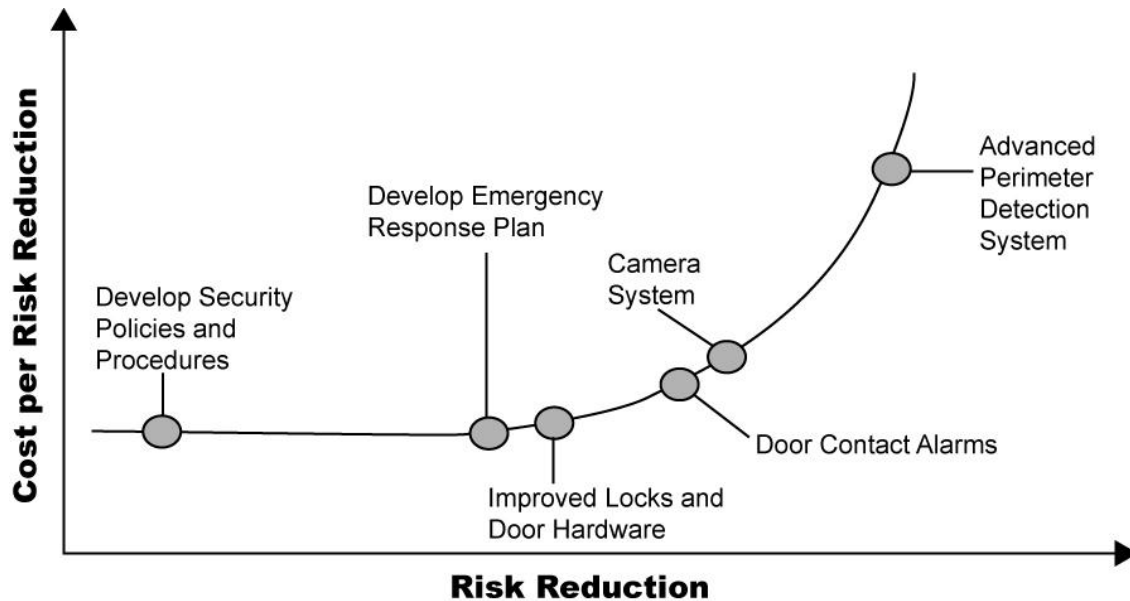 Cost per Risk Reduction
Develop Security
Policies and
Procedures
Develop Emergency
Response Plan
Improved Locks and
Door Hardware
Camera
System
Door Contact Alarms
Advanced
Perimeter
Detection
System
Risk Reduction